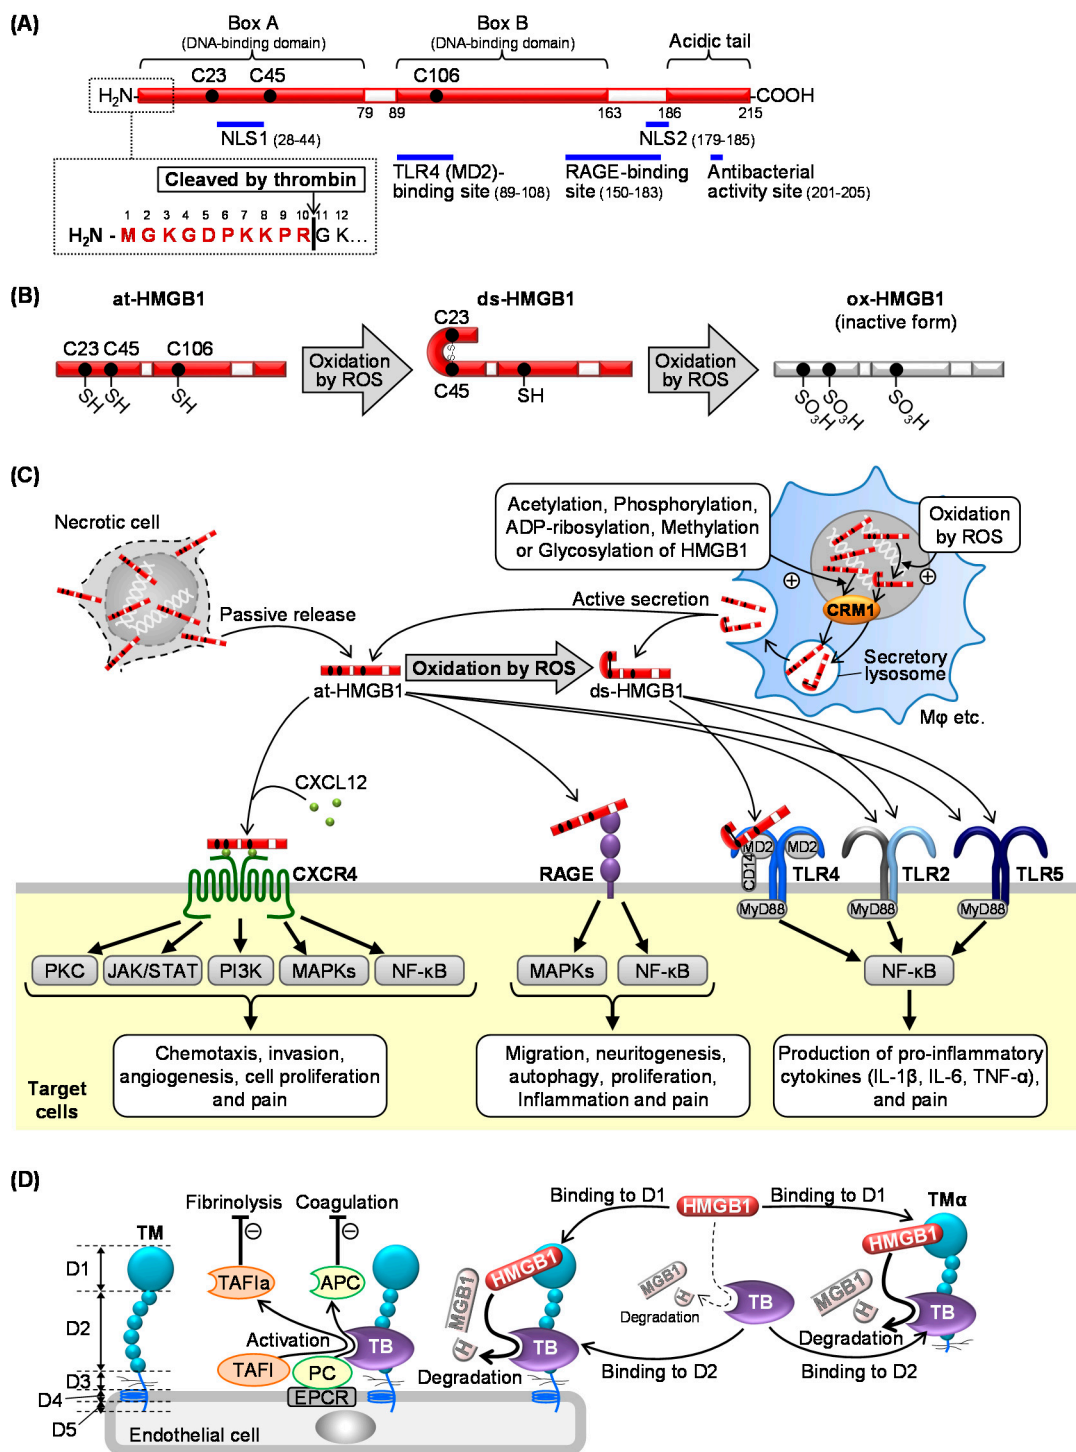 (A)
Box A
(DNA-binding domain)
Box B
(DNA-binding domain)
Acidic tail
C23
C45
C106
H₂N-
-COOH
79
89
163
186
215
NLS1 (28-44)
NLS2 (179-185)
TLR4 (MD2)-
binding site (89-108)
RAGE-binding
site (150-183)
Antibacterial
activity site (201-205)
Cleaved by thrombin
1 2 3 4 5 6 7 8 9 10 11 12
H₂N - M G K G D P K K P R G K...
(B)
at-HMGB1
ds-HMGB1
ox-HMGB1
(inactive form)
C23
C45
C106
SH
SH
SH
Oxidation
by ROS
C23
S-S
C45
SH
Oxidation
by ROS
SO₃H
SO₃H
SO₃H
(C)
Necrotic cell
Acetylation, Phosphorylation,
ADP-ribosylation, Methylation
or Glycosylation of HMGB1
Oxidation
by ROS
+
+
CRM1
Passive release
Active secretion
Secretory
lysosome
Mφ etc.
at-HMGB1
Oxidation by ROS
ds-HMGB1
CXCL12
CXCR4
RAGE
MD2
MD2
CD14
TLR4
TLR2
TLR5
MyD88
MyD88
MyD88
PKC
JAK/STAT
PI3K
MAPKs
NF-κB
MAPKs
NF-κB
NF-κB
Chemotaxis, invasion,
angiogenesis, cell proliferation
and pain
Migration, neuritogenesis,
autophagy, proliferation,
Inflammation and pain
Production of pro-inflammatory
cytokines (IL-1β, IL-6, TNF-α),
and pain
Target
cells
(D)
Fibrinolysis
Coagulation
TM
−
−
D1
D2
D3
D4
D5
TAFIa
APC
Activation
TAFI
PC
TB
EPCR
Endothelial cell
Binding to D1
HMGB1
Binding to D1
TMα
HMGB1
MGB1
H
TB
Degradation
MGB1
H
Degradation
TB
HMGB1
MGB1
H
TB
Degradation
Binding to D2
Binding to D2